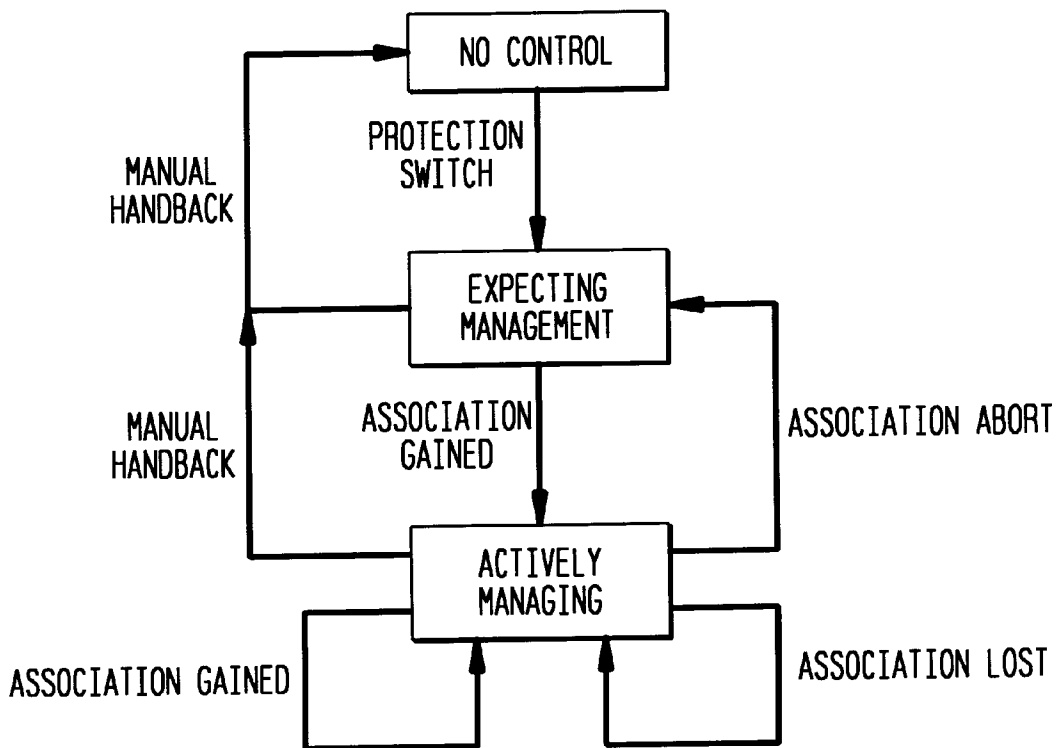 NO CONTROL
PROTECTION
SWITCH
MANUAL
HANDBACK
EXPECTING
MANAGEMENT
ASSOCIATION
GAINED
MANUAL
HANDBACK
ASSOCIATION ABORT
ACTIVELY
MANAGING
ASSOCIATION GAINED
ASSOCIATION LOST